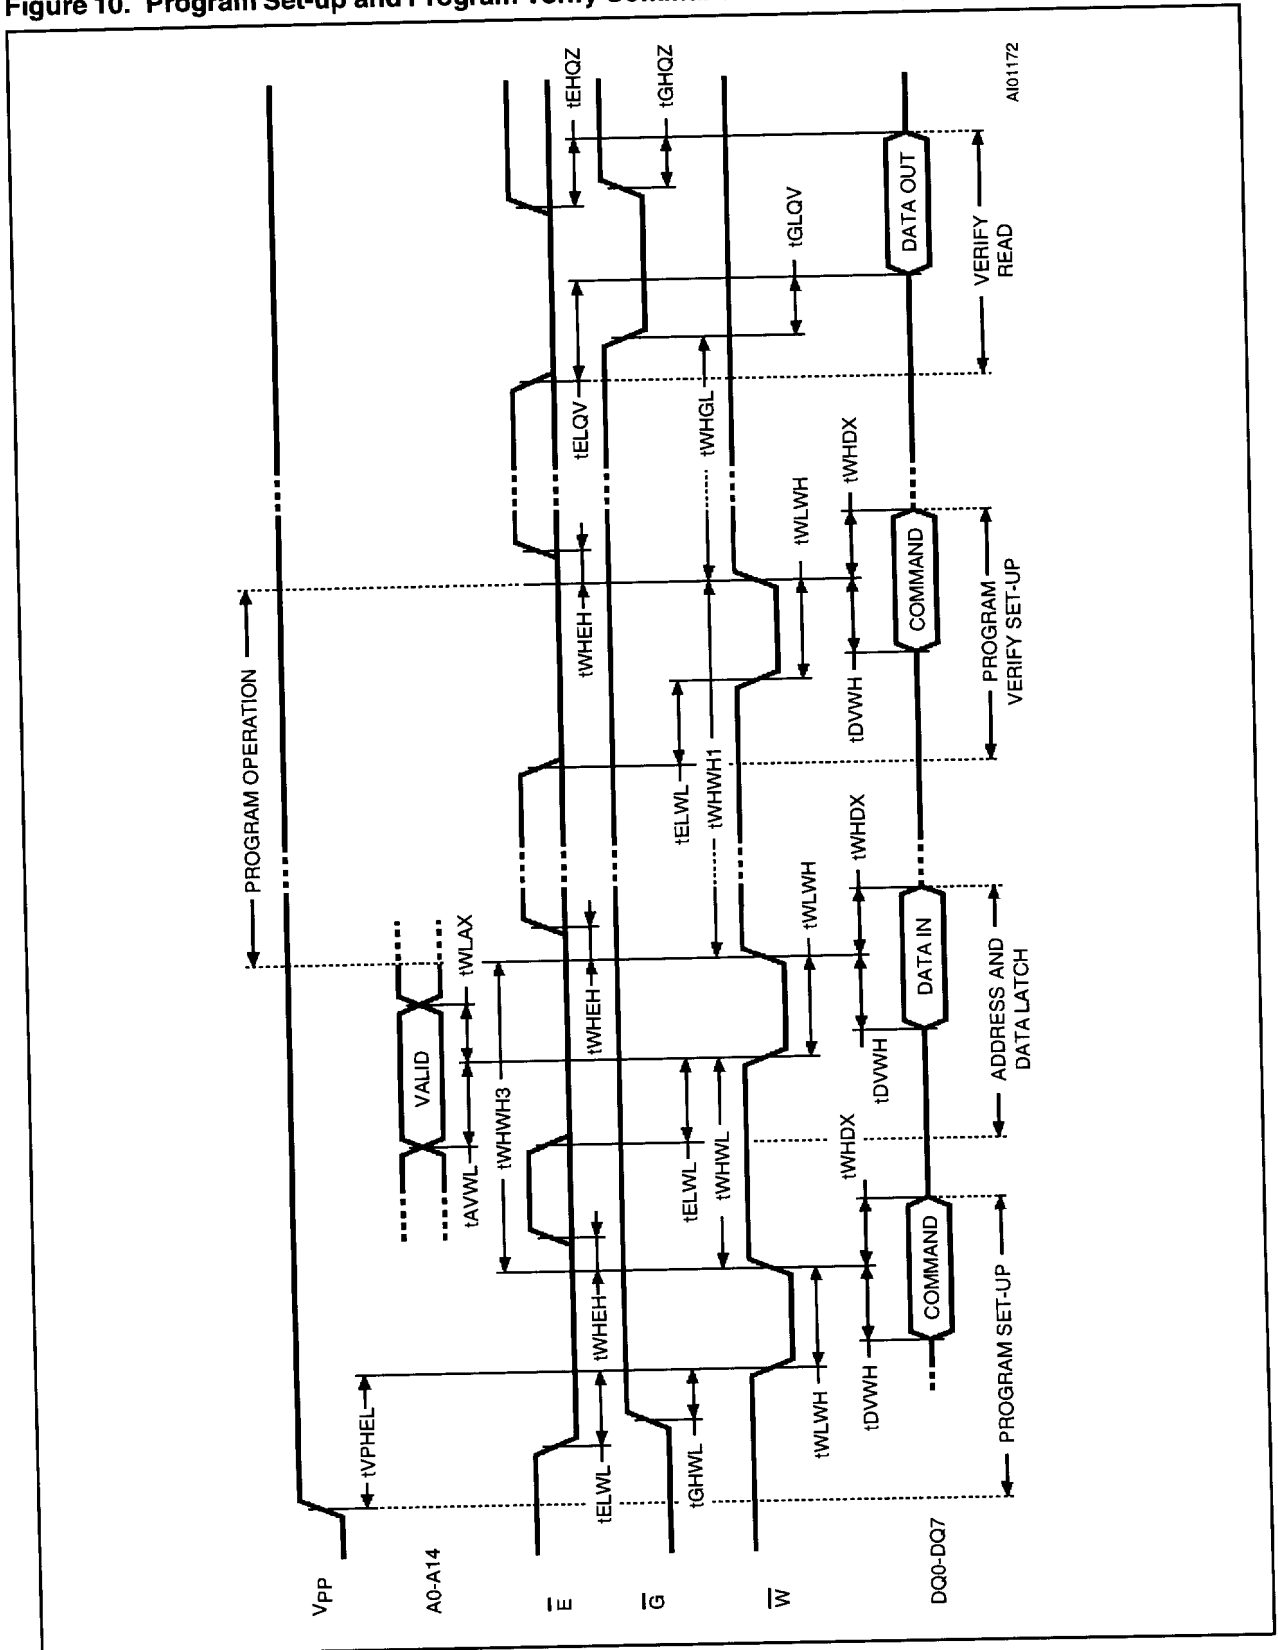 Figure 10. Program Set-up and Program Verify
VPP
A0-A14
E
G
W
DQ0-DQ7
PROGRAM OPERATION
tVPHEL
VALID
tAVWL
tWLAX
tWHWH3
tELWL
tWHEH
tWHEH
tWHEH
tELQV
tEHQZ
tGHWL
tELWL
tWHWL
tELWL
tWHWH1
tWHGL
tGHQZ
tWLWH
tWLWH
tWLWH
tGLQV
tDVWH
tWHDX
tDVWH
tWHDX
tDVWH
tWHDX
COMMAND
DATA IN
COMMAND
DATA OUT
PROGRAM SET-UP
ADDRESS AND
DATA LATCH
PROGRAM
VERIFY SET-UP
VERIFY
READ
AI01172